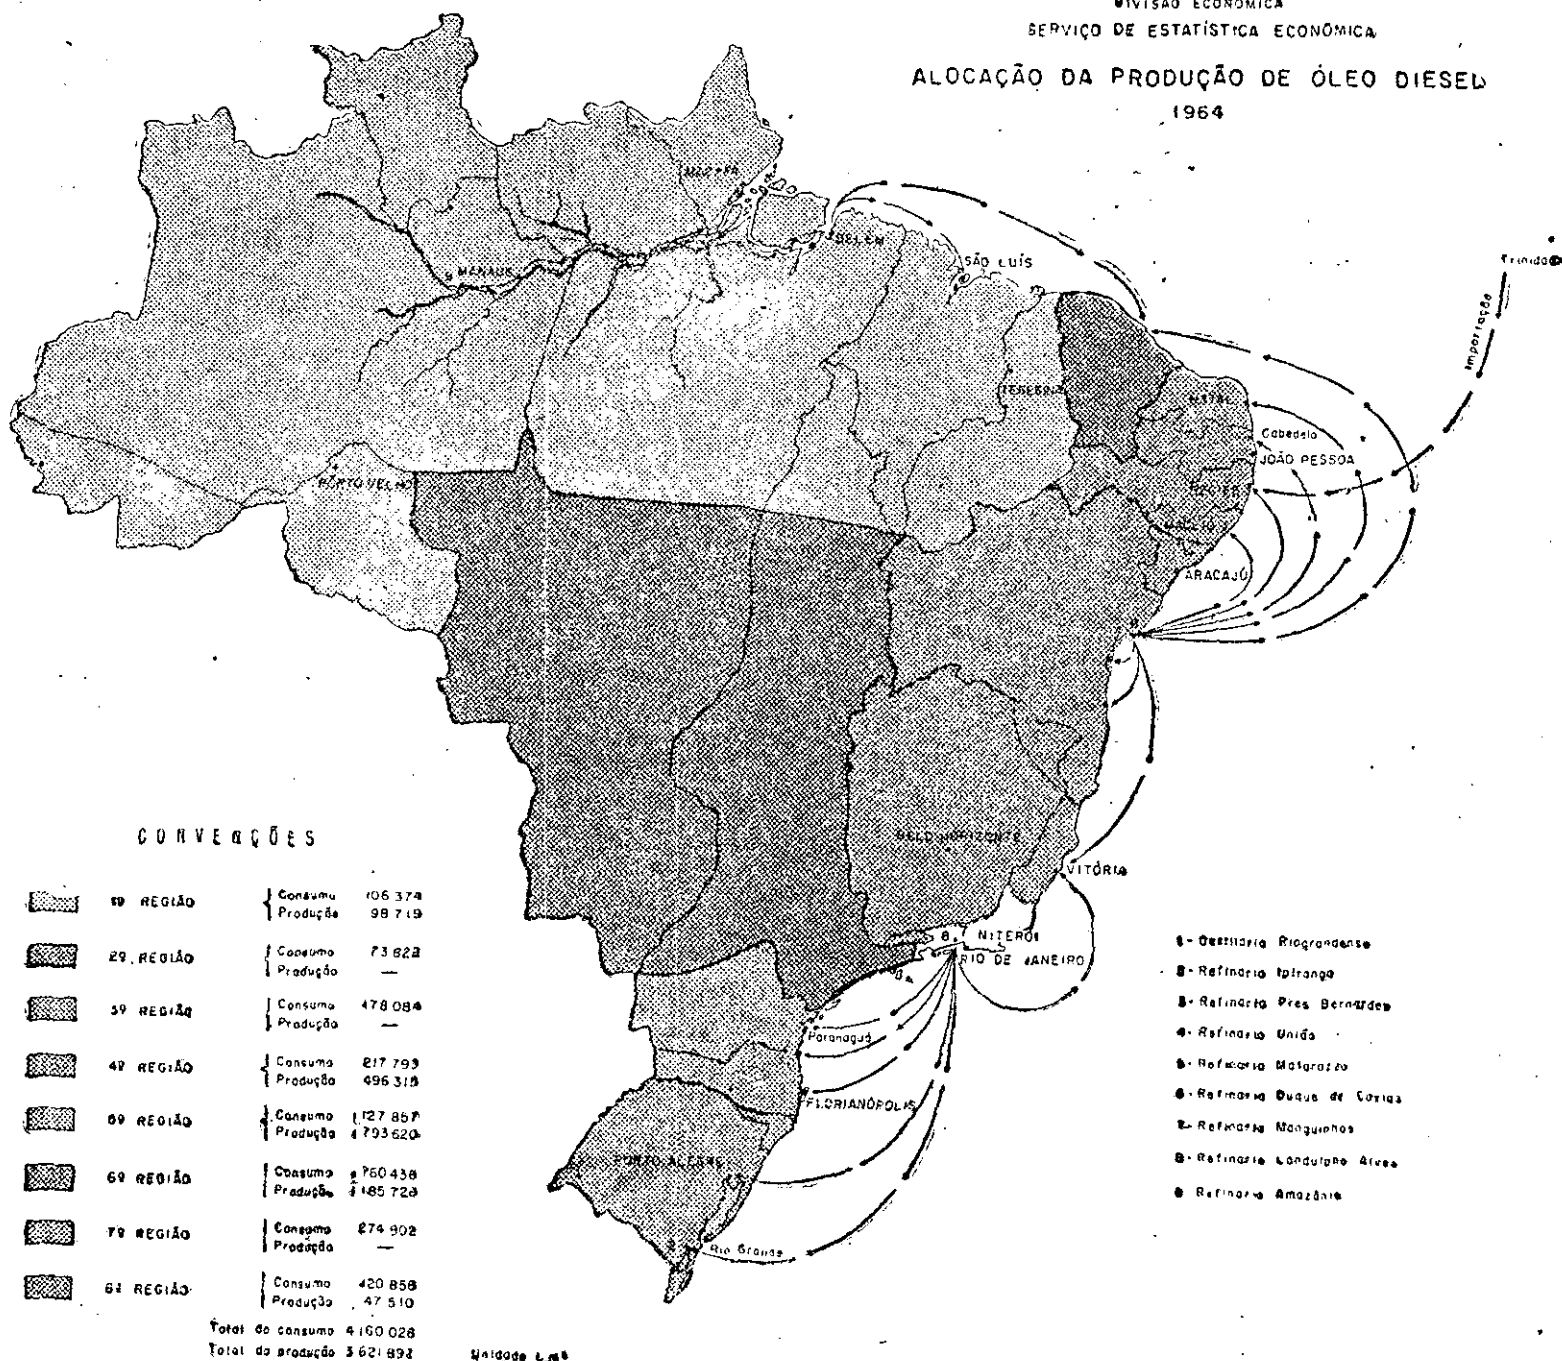 DIVISÃO ECONÔMICA
SERVIÇO DE ESTATÍSTICA ECONÔMICA
ALOCAÇÃO DA PRODUÇÃO DE ÓLEO DIESEL
1964
MACAPÁ
BELÉM
MANAUS
SÃO LUÍS
Trinidad
Importação
TERESINA
NATAL
Cabedelo
JOÃO PESSOA
RECIFE
PÔRTO VELHO
MACEIÓ
ARACAJÚ
BELO HORIZONTE
VITÓRIA
NITEROI
RIO DE JANEIRO
Paranaguá
FLORIANÓPOLIS
PORTO ALEGRE
Rio Grande
CONVENÇÕES
1ª REGIÃO Consumo 106 374
Produção 98 719
2ª REGIÃO Consumo 73 822
Produção —
3ª REGIÃO Consumo 478 084
Produção —
4ª REGIÃO Consumo 217 793
Produção 496 315
5ª REGIÃO Consumo 1 127 857
Produção 1 793 620
6ª REGIÃO Consumo 760 438
Produção 1 185 728
7ª REGIÃO Consumo 274 902
Produção —
8ª REGIÃO Consumo 420 858
Produção 47 510
Total do consumo 4 160 028
Total da produção 3 621 892
Unidade
1- Destilaria Riograndense
2- Refinaria Ipiranga
3- Refinaria Pres Bernardes
4- Refinaria União
5- Refinaria Matarazzo
6- Refinaria Duque de Caxias
7- Refinaria Manguinhos
8- Refinaria Landulpho Alves
9 Refinaria Amazônia